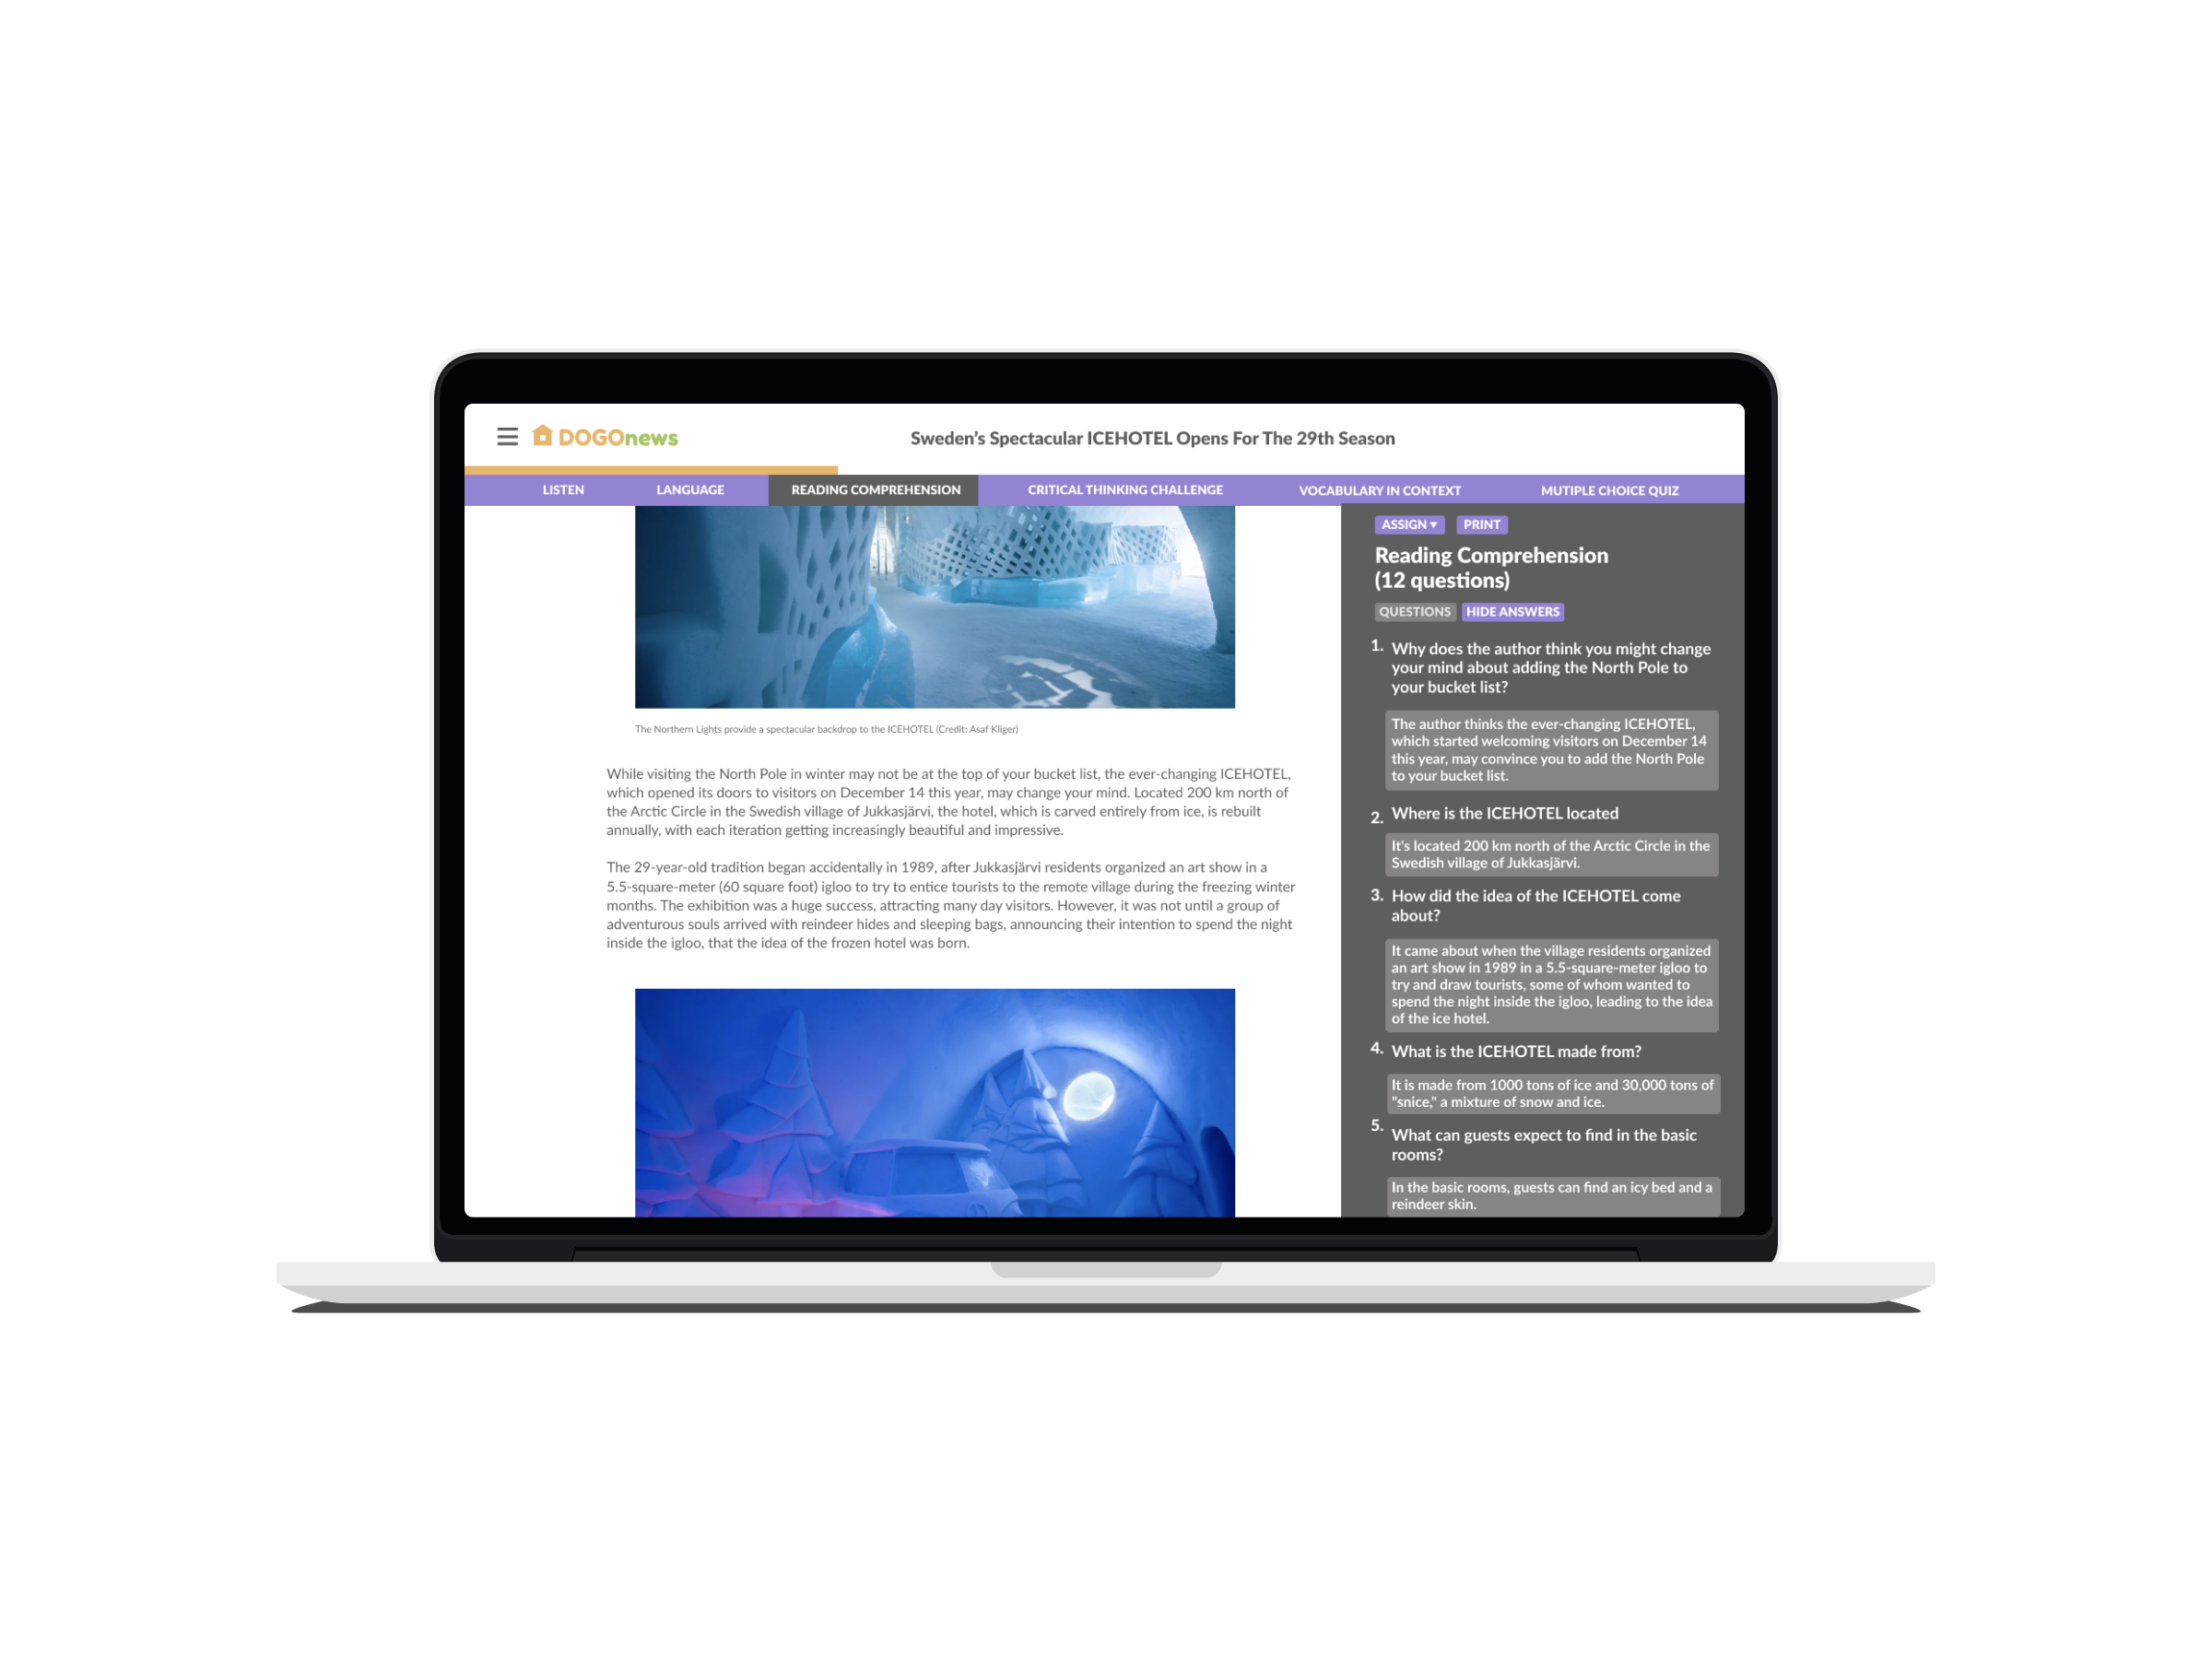 DOGOnews
Sweden’s Spectacular ICEHOTEL Opens For The 29th Season
LISTEN
LANGUAGE
READING COMPREHENSION
CRITICAL THINKING CHALLENGE
VOCABULARY IN CONTEXT
MUTIPLE CHOICE QUIZ
The Northern Lights provide a spectacular backdrop to the ICEHOTEL (Credit: Asaf Kliger)
While visiting the North Pole in winter may not be at the top of your bucket list, the ever-changing ICEHOTEL,
which opened its doors to visitors on December 14 this year, may change your mind. Located 200 km north of
the Arctic Circle in the Swedish village of Jukkasjärvi, the hotel, which is carved entirely from ice, is rebuilt
annually, with each iteration getting increasingly beautiful and impressive.
The 29-year-old tradition began accidentally in 1989, after Jukkasjärvi residents organized an art show in a
5.5-square-meter (60 square foot) igloo to try to entice tourists to the remote village during the freezing winter
months. The exhibition was a huge success, attracting many day visitors. However, it was not until a group of
adventurous souls arrived with reindeer hides and sleeping bags, announcing their intention to spend the night
inside the igloo, that the idea of the frozen hotel was born.
ASSIGN ▾
PRINT
Reading Comprehension
(12 questions)
QUESTIONS
HIDE ANSWERS
1. Why does the author think you might change
your mind about adding the North Pole to
your bucket list?
The author thinks the ever-changing ICEHOTEL,
which started welcoming visitors on December 14
this year, may convince you to add the North Pole
to your bucket list.
2. Where is the ICEHOTEL located
It's located 200 km north of the Arctic Circle in the
Swedish village of Jukkasjärvi.
3. How did the idea of the ICEHOTEL come
about?
It came about when the village residents organized
an art show in 1989 in a 5.5-square-meter igloo to
try and draw tourists, some of whom wanted to
spend the night inside the igloo, leading to the idea
of the ice hotel.
4. What is the ICEHOTEL made from?
It is made from 1000 tons of ice and 30,000 tons of
"snice," a mixture of snow and ice.
5. What can guests expect to find in the basic
rooms?
In the basic rooms, guests can find an icy bed and a
reindeer skin.